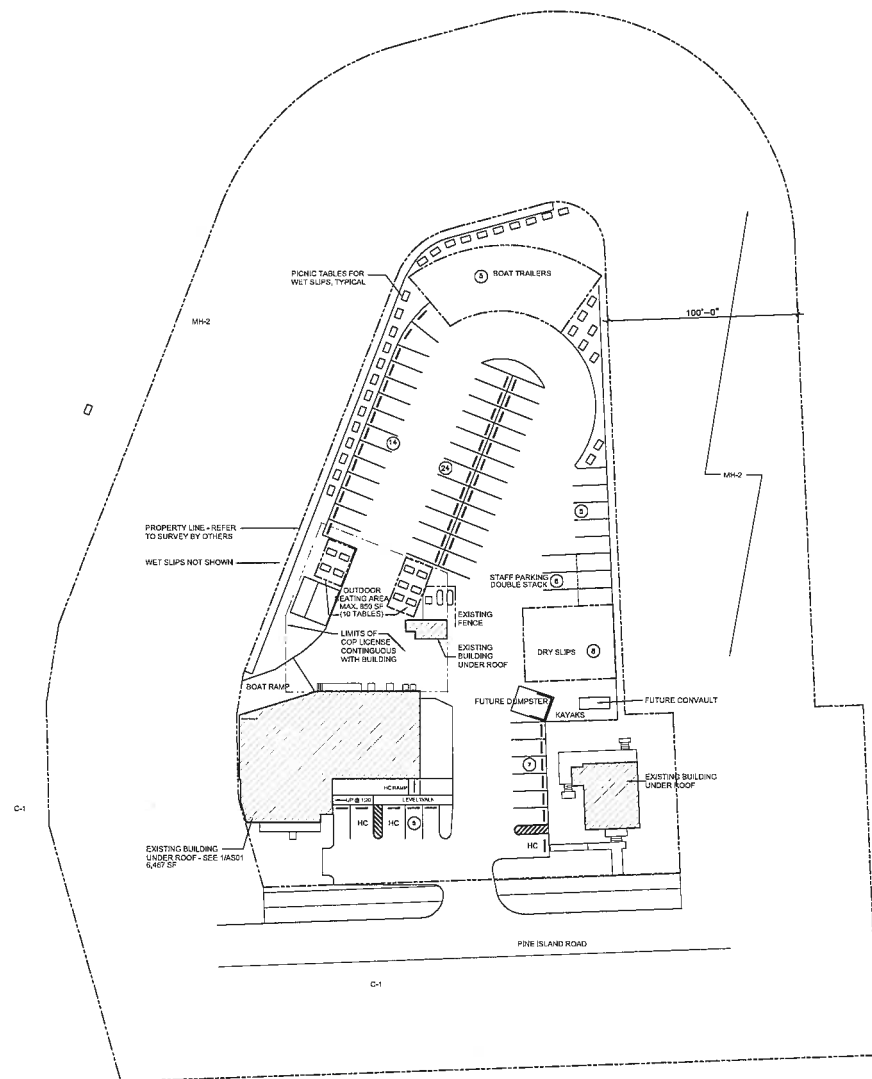 5 BOAT TRAILERS
PICNIC TABLES FOR
WET SLIPS, TYPICAL
100'-0"
MH-2
14
24
MH-2
5
PROPERTY LINE - REFER
TO SURVEY BY OTHERS
WET SLIPS NOT SHOWN
STAFF PARKING
DOUBLE STACK
6
OUTDOOR
SEATING AREA
MAX. 850 SF
(10 TABLES)
EXISTING
FENCE
LIMITS OF
COP LICENSE
CONTINGUOUS
WITH BUILDING
EXISTING
BUILDING
UNDER ROOF
DRY SLIPS 8
BOAT RAMP
FUTURE DUMPSTER
KAYAKS
FUTURE CONVAULT
7
HC RAMP
UP @ 1:20
LEVEL WALK
HC HC
EXISTING BUILDING
UNDER ROOF
C-1
HC
EXISTING BUILDING
UNDER ROOF - SEE 1/AS01
6,467 SF
PINE ISLAND ROAD
C-1